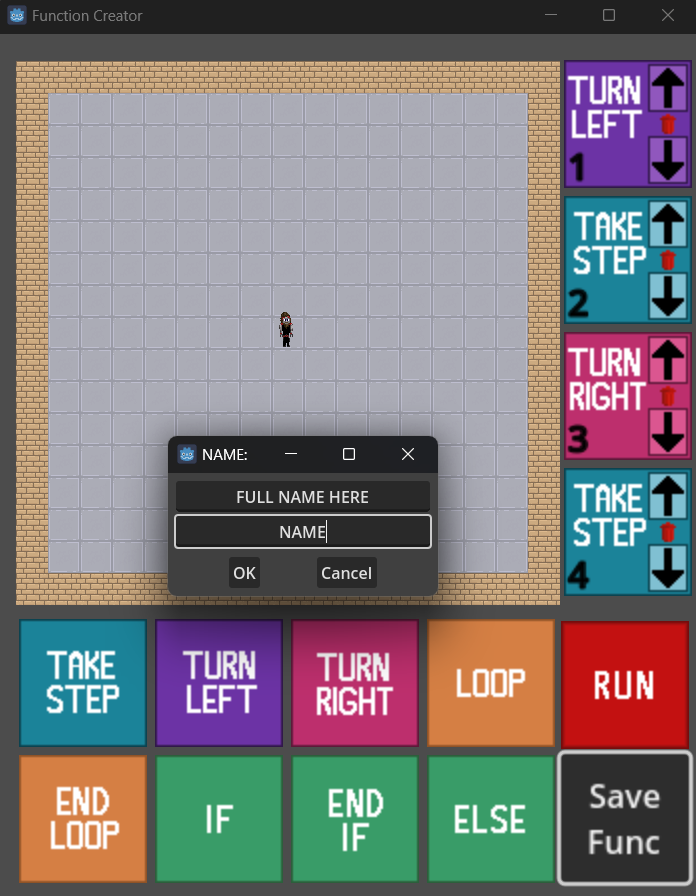 Function Creator
TURN
LEFT
1
TAKE
STEP
2
TURN
RIGHT
3
TAKE
STEP
4
NAME:
FULL NAME HERE
NAME
OK
Cancel
TAKE
STEP
TURN
LEFT
TURN
RIGHT
LOOP
RUN
END
LOOP
IF
END
IF
ELSE
Save
Func